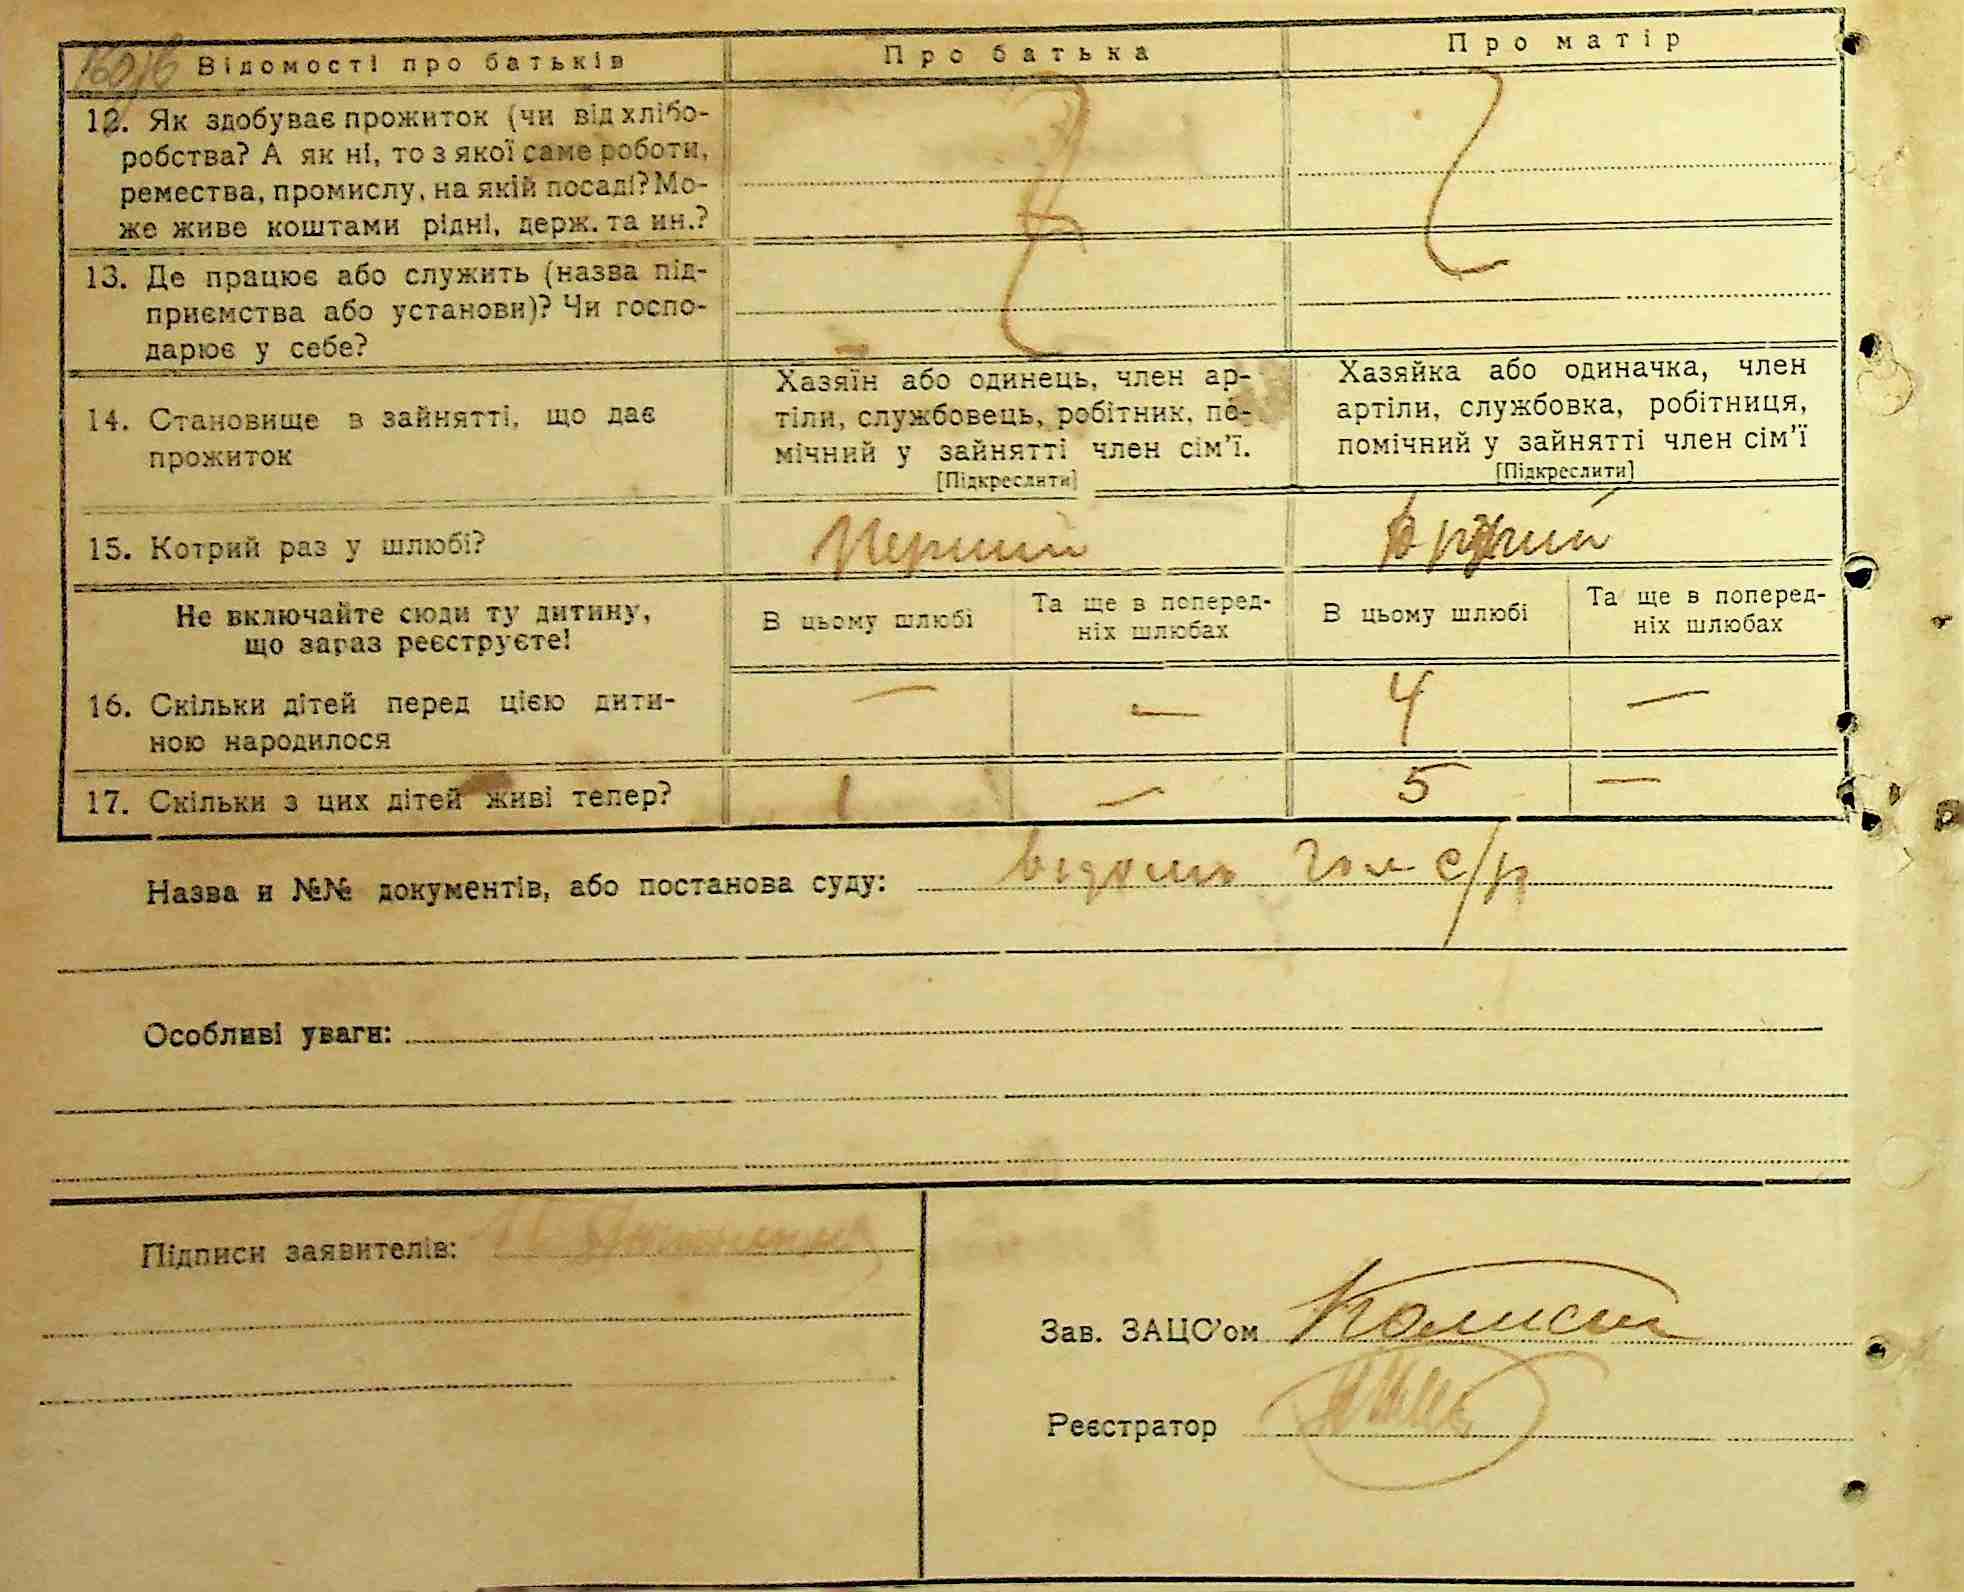 Відомості про батьків
Про батька
Про матір
12. Як здобуває прожиток (чи від хлібо-
робства? А як ні, то з якої саме роботи,
ремества, промислу, на якій посаді? Мо-
же живе коштами рідні, держ. та ин.?
13. Де працює або служить (назва під-
приємства або установи)? Чи госпо-
дарює у себе?
14. Становище в зайнятті, що дає
прожиток
Хазяїн або одинець, член ар-
тіли, службовець, робітник, по-
мічний у зайнятті член сім'ї.
[Підкреслити]
Хазяйка або одиначка, член
артіли, службовка, робітниця,
помічний у зайнятті член сім'ї
[Підкреслити]
15. Котрий раз у шлюбі?
Перший
Не включайте сюди ту дитину,
що зараз реєструєте!
В цьому шлюбі
Та ще в поперед-
ніх шлюбах
В цьому шлюбі
Та ще в поперед-
ніх шлюбах
16. Скільки дітей перед цією дити-
ною народилося
—
—
4
—
17. Скільки з цих дітей живі тепер?
1
—
5
—
Назва и №№ документів, або постанова суду: с/р
Особливі уваги:
Підписи заявителів:
Зав. ЗАЦС'ом
Реєстратор